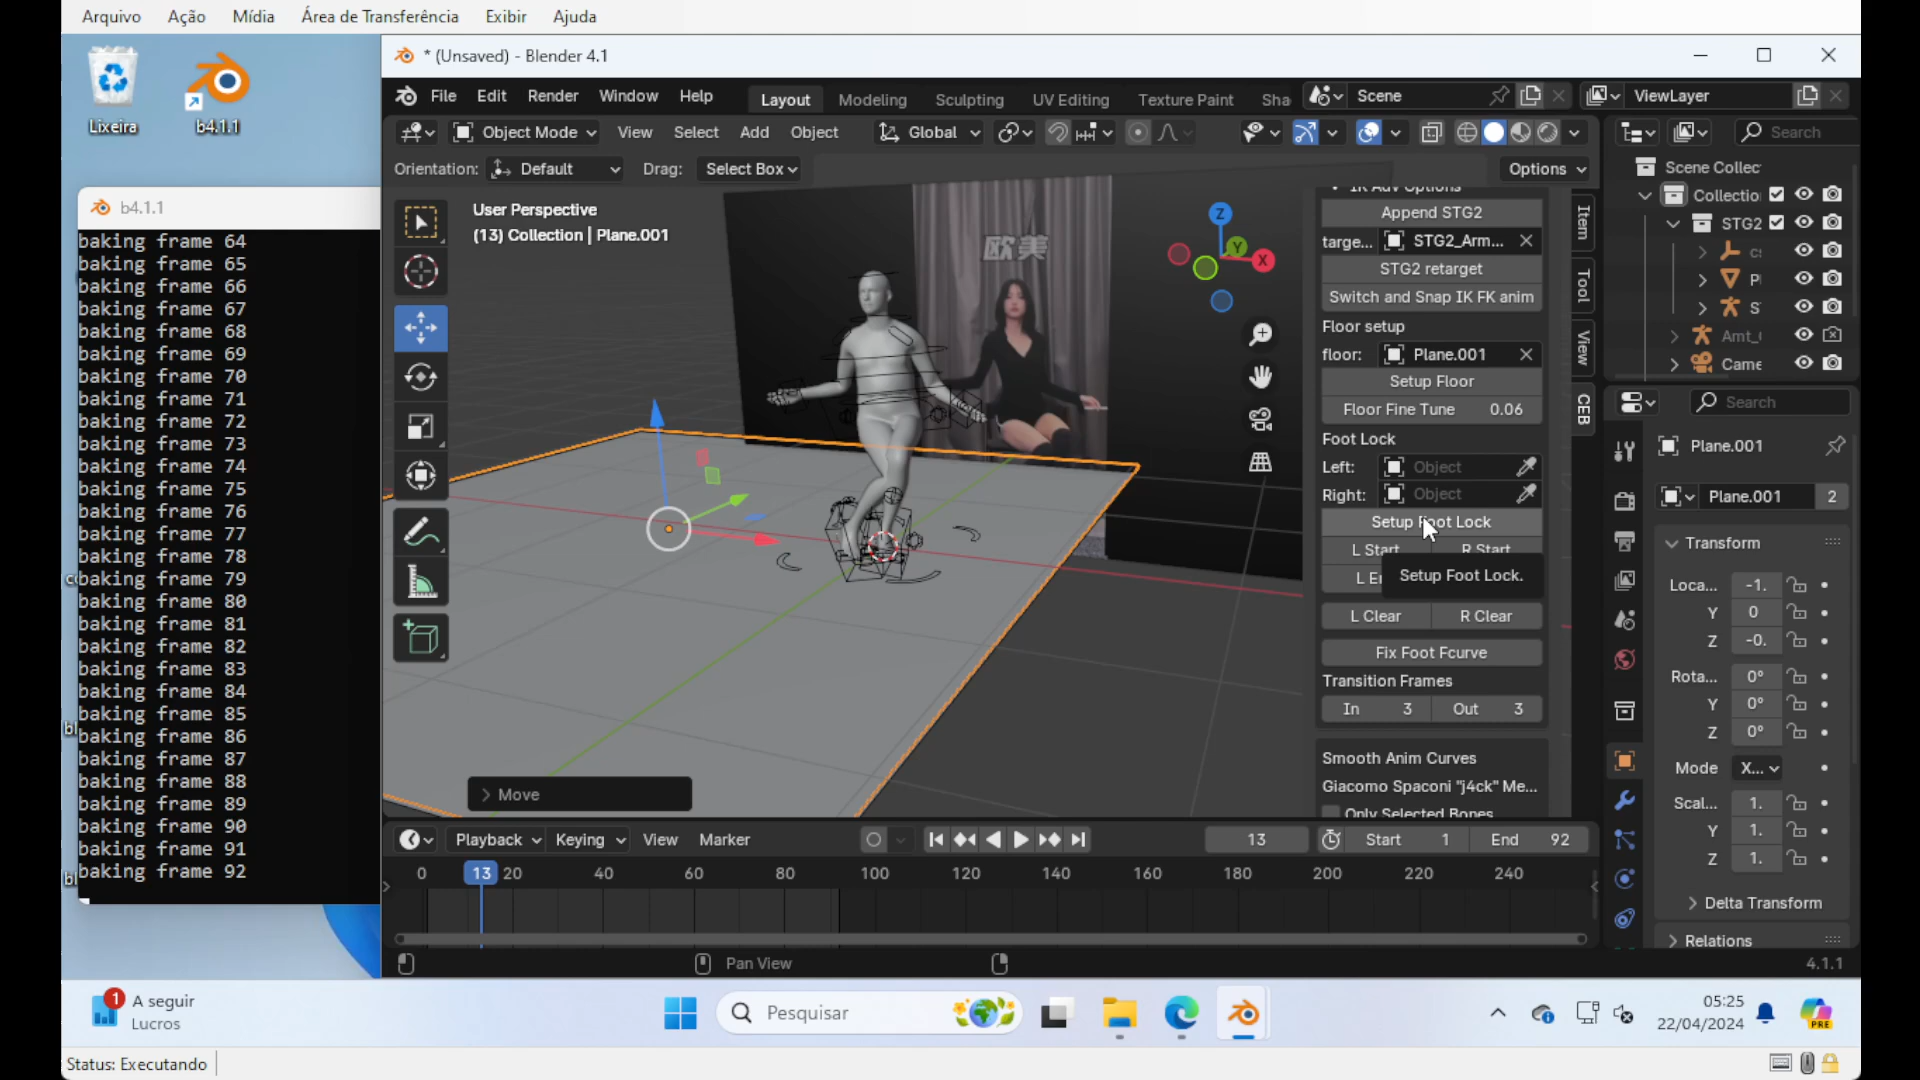 Arquivo Ação Mídia Área de Transferência Exibir Ajuda
* (Unsaved) - Blender 4.1
Lixeira
b4.1.1
File Edit Render Window Help
Layout Modeling Sculpting UV Editing Texture Paint Sha
Scene
ViewLayer
Object Mode View Select Add Object
Global
Search
Orientation: Default Drag: Select Box
Options
b4.1.1
baking frame 64
baking frame 65
baking frame 66
baking frame 67
baking frame 68
baking frame 69
baking frame 70
baking frame 71
baking frame 72
baking frame 73
baking frame 74
baking frame 75
baking frame 76
baking frame 77
baking frame 78
baking frame 79
baking frame 80
baking frame 81
baking frame 82
baking frame 83
baking frame 84
baking frame 85
baking frame 86
baking frame 87
baking frame 88
baking frame 89
baking frame 90
baking frame 91
baking frame 92
User Perspective
(13) Collection | Plane.001
欧美
Z
Y
X
IK Adv Options
Append STG2
targe... STG2_Arm...
STG2 retarget
Switch and Snap IK FK anim
Floor setup
floor: Plane.001
Setup Floor
Floor Fine Tune 0.06
Foot Lock
Left: Object
Right: Object
Setup Foot Lock
L Start R Start
L E
Setup Foot Lock.
L Clear R Clear
Fix Foot Fcurve
Transition Frames
In 3 Out 3
Smooth Anim Curves
Giacomo Spaconi "j4ck" Me...
Only Selected Bones
Item
Tool
View
CEB
Scene Collec
Collectio
STG2
P
S
Amt_
Came
Search
Plane.001
Plane.001 2
Transform
Loca... -1.
Y 0
Z -0.
Rota... 0°
Y 0°
Z 0°
Mode X...
Scal... 1.
Y 1.
Z 1.
Delta Transform
Relations
Move
Playback Keying View Marker
13
Start 1 End 92
0 13 20 40 60 80 100 120 140 160 180 200 220 240
Pan View
4.1.1
1
A seguir
Lucros
Pesquisar
05:25
22/04/2024
PRE
Status: Executando